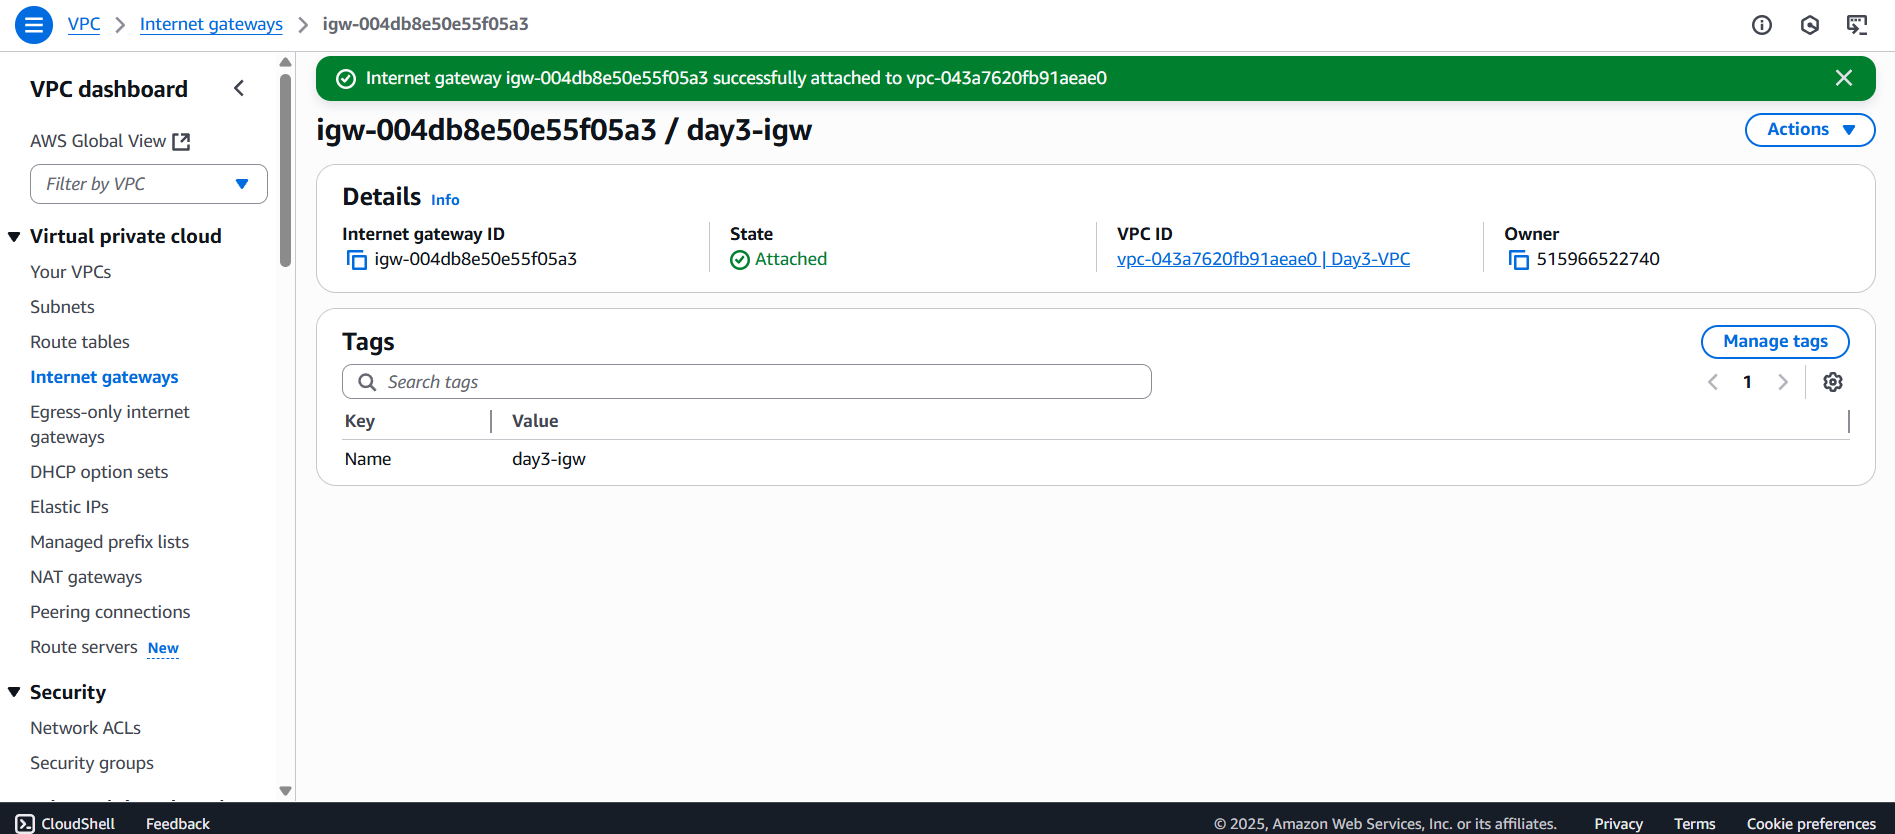 VPC
Internet gateways
igw-004db8e50e55f05a3
VPC dashboard
AWS Global View
Filter by VPC
Virtual private cloud
Your VPCs
Subnets
Route tables
Internet gateways
Egress-only internet
gateways
DHCP option sets
Elastic IPs
Managed prefix lists
NAT gateways
Peering connections
Route servers New
Security
Network ACLs
Security groups
Internet gateway igw-004db8e50e55f05a3 successfully attached to vpc-043a7620fb91aeae0
igw-004db8e50e55f05a3 / day3-igw
Actions
Details Info
Internet gateway ID
igw-004db8e50e55f05a3
State
Attached
VPC ID
vpc-043a7620fb91aeae0 | Day3-VPC
Owner
515966522740
Tags
Manage tags
Search tags
1
Key Value
Name day3-igw
CloudShell Feedback
© 2025, Amazon Web Services, Inc. or its affiliates. Privacy Terms Cookie preferences